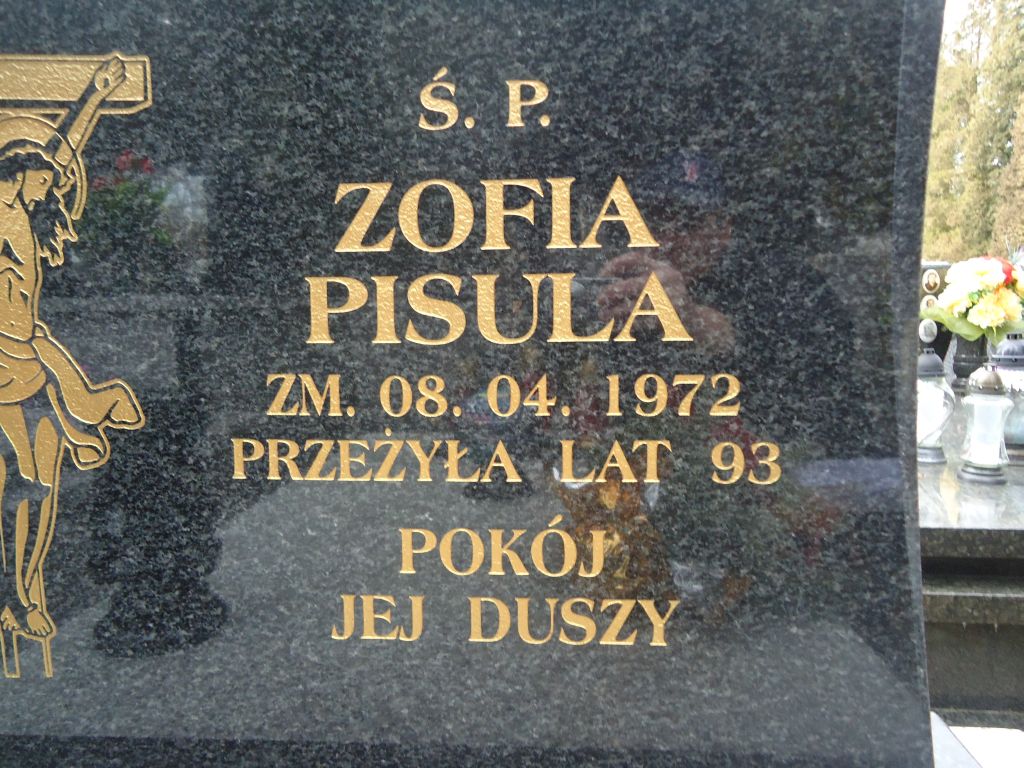 Ś. P.
ZOFIA
PISULA
ZM. 08. 04. 1972
PRZEŻYŁA LAT 93
POKÓJ
JEJ DUSZY